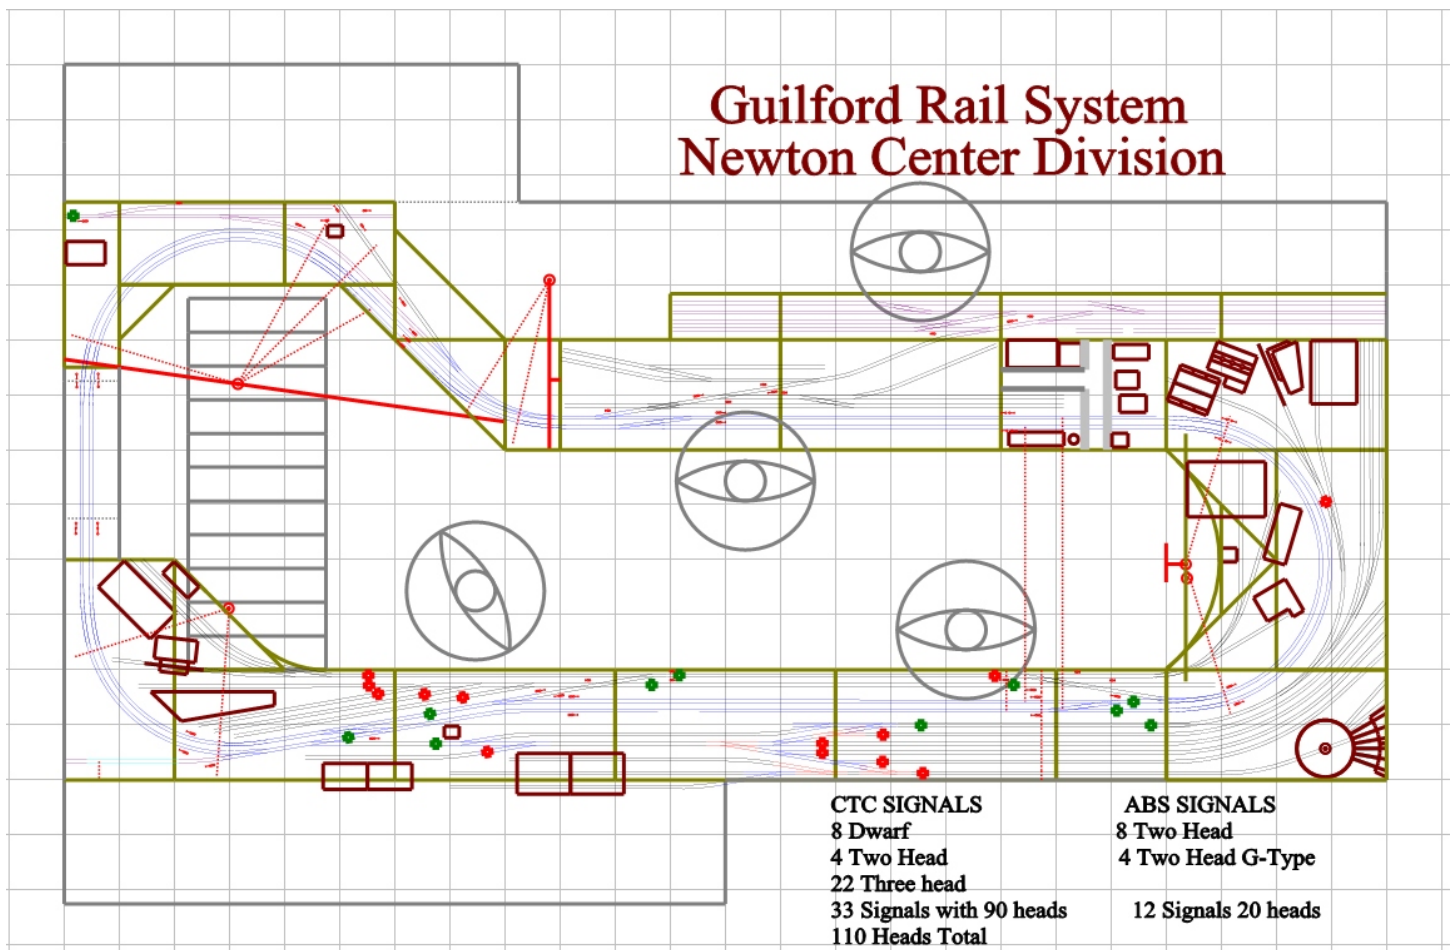 Guilford Rail System
Newton Center Division
CTC SIGNALS
8 Dwarf
4 Two Head
22 Three head
33 Signals with 90 heads
110 Heads Total
ABS SIGNALS
8 Two Head
4 Two Head G-Type
12 Signals 20 heads